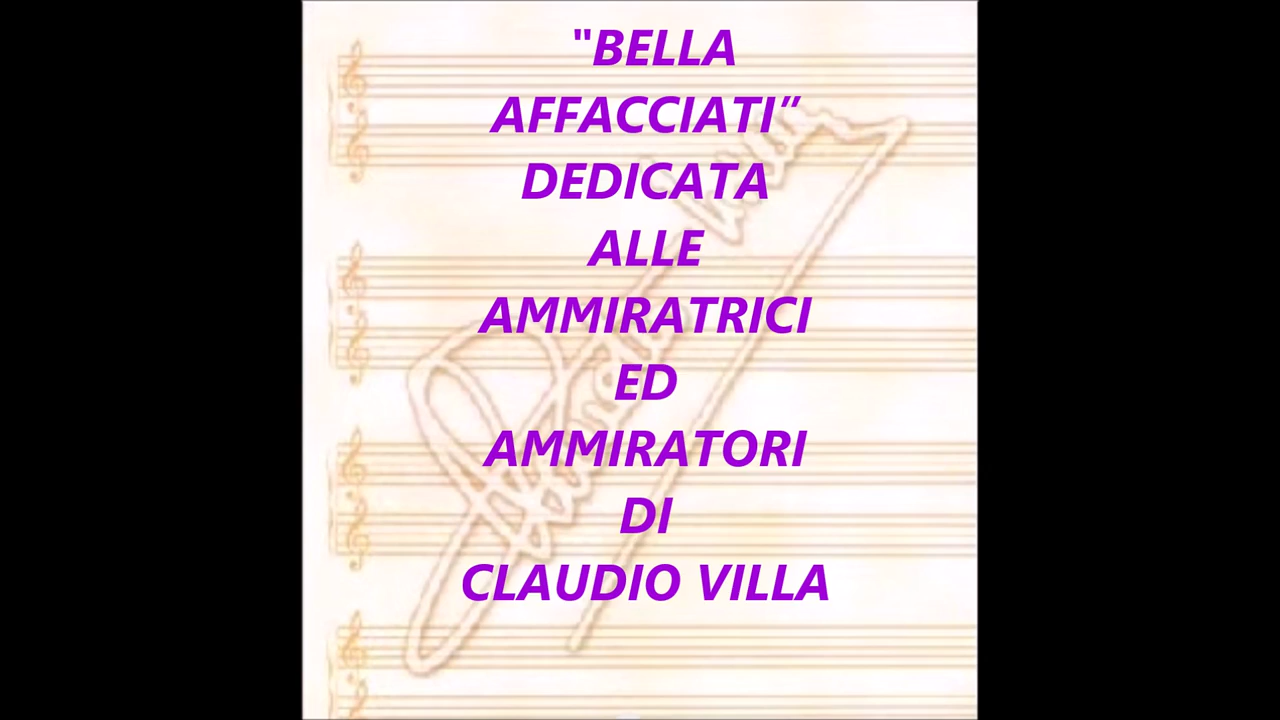 "BELLA
AFFACCIATI”
DEDICATA
ALLE
AMMIRATRICI
ED
AMMIRATORI
DI
CLAUDIO VILLA